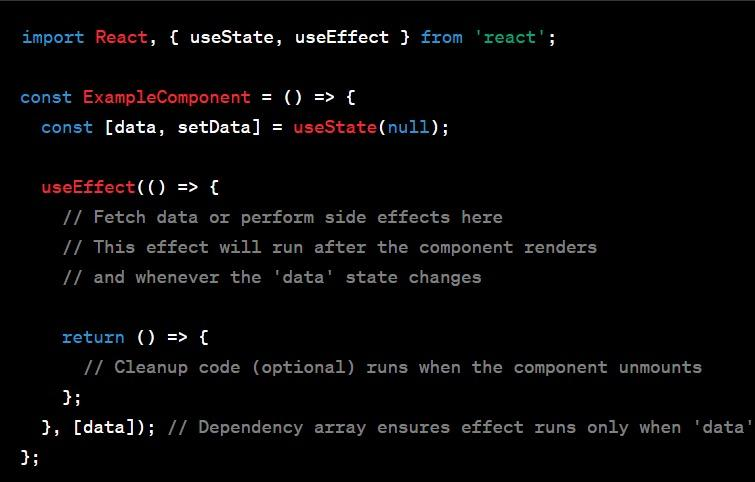 import React, { useState, useEffect } from 'react';
const ExampleComponent = () => {
const [data, setData] = useState(null);
useEffect(() => {
// Fetch data or perform side effects here
// This effect will run after the component renders
// and whenever the 'data' state changes
return () => {
// Cleanup code (optional) runs when the component unmounts
};
}, [data]); // Dependency array ensures effect runs only when 'data'
};